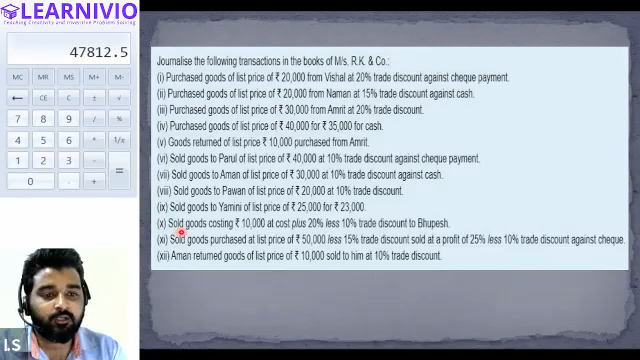 LEARNIVIO
Teaching Creativity and Inventive Problem Solving
47812.5
MC MR MS M+ M-
← CE C ± √
7 8 9 / %
4 5 6 * 1/x
1 2 3 - =
0 . +
Journalise the following transactions in the books of M/s. R.K. & Co.:
(i) Purchased goods of list price of ₹ 20,000 from Vishal at 20% trade discount against cheque payment.
(ii) Purchased goods of list price of ₹ 20,000 from Naman at 15% trade discount against cash.
(iii) Purchased goods of list price of ₹ 30,000 from Amrit at 20% trade discount.
(iv) Purchased goods of list price of ₹ 40,000 for ₹ 35,000 for cash.
(v) Goods returned of list price ₹ 10,000 purchased from Amrit.
(vi) Sold goods to Parul of list price of ₹ 40,000 at 10% trade discount against cheque payment.
(vii) Sold goods to Aman of list price of ₹ 30,000 at 10% trade discount against cash.
(viii) Sold goods to Pawan of list price of ₹ 20,000 at 10% trade discount.
(ix) Sold goods to Yamini of list price of ₹ 25,000 for ₹ 23,000.
(x) Sold goods costing ₹ 10,000 at cost plus 20% less 10% trade discount to Bhupesh.
(xi) Sold goods purchased at list price of ₹ 50,000 less 15% trade discount sold at a profit of 25% less 10% trade discount against cheque.
(xii) Aman returned goods of list price of ₹ 10,000 sold to him at 10% trade discount.
I.S